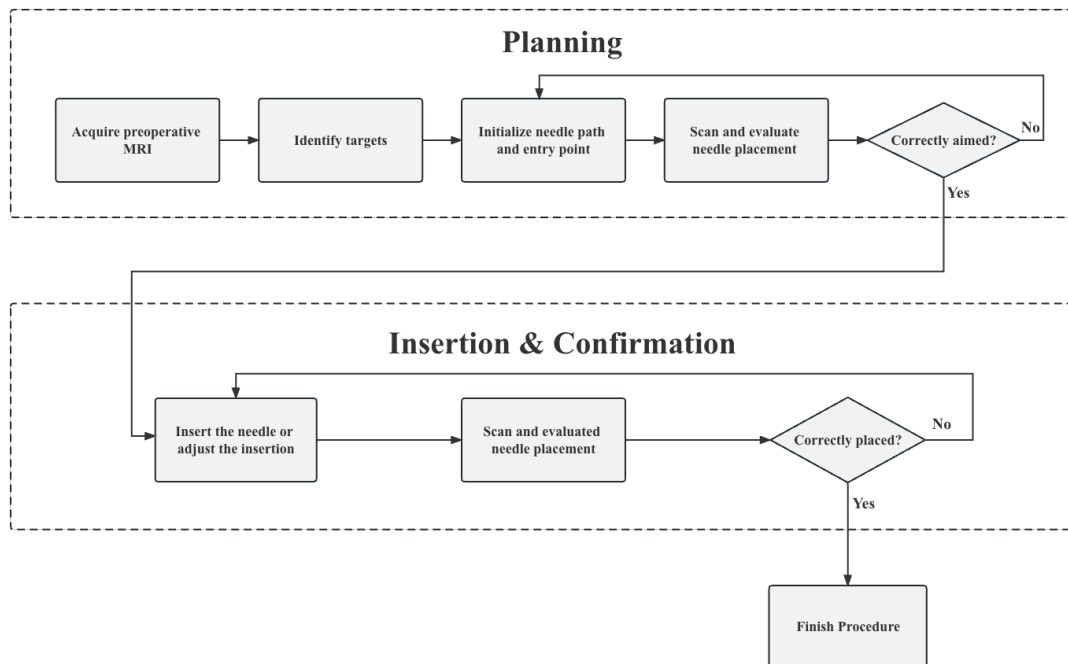 Planning
Acquire preoperative
MRI
Identify targets
Initialize needle path
and entry point
Scan and evaluate
needle placement
Correctly aimed?
No
Yes
Insertion & Confirmation
Insert the needle or
adjust the insertion
Scan and evaluated
needle placement
Correctly placed?
No
Yes
Finish Procedure